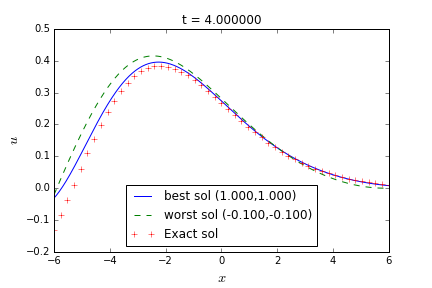 t = 4.000000
0.5
0.4
0.3
0.2
0.1
0.0
−0.1
−0.2
u
best sol (1.000,1.000)
worst sol (-0.100,-0.100)
Exact sol
−6 −4 −2 0 2 4 6
x